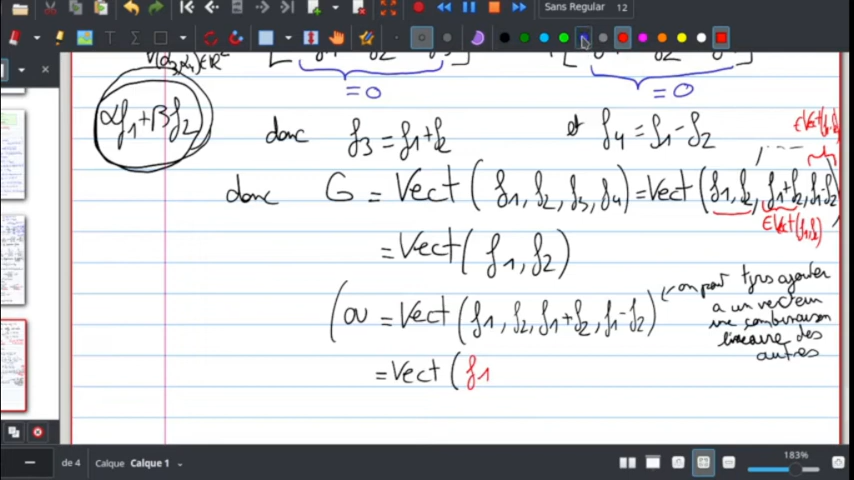 Sans Regular 12
=0 =0
αf1+βf2 donc f3=f1+f2 et f4=f1-f2
donc G = Vect(f1, f2, f3, f4) = Vect(f1, f2, f1+f2, f1-f2)
∈Vect(f1,f2)
= Vect(f1, f2)
(ou = Vect(f1, f2, f1+f2, f1-f2)
← on peut tjrs ajouter
a un vecteur
une combinaison
linéaire des
autres
= Vect(f1
de 4 Calque Calque 1 183%